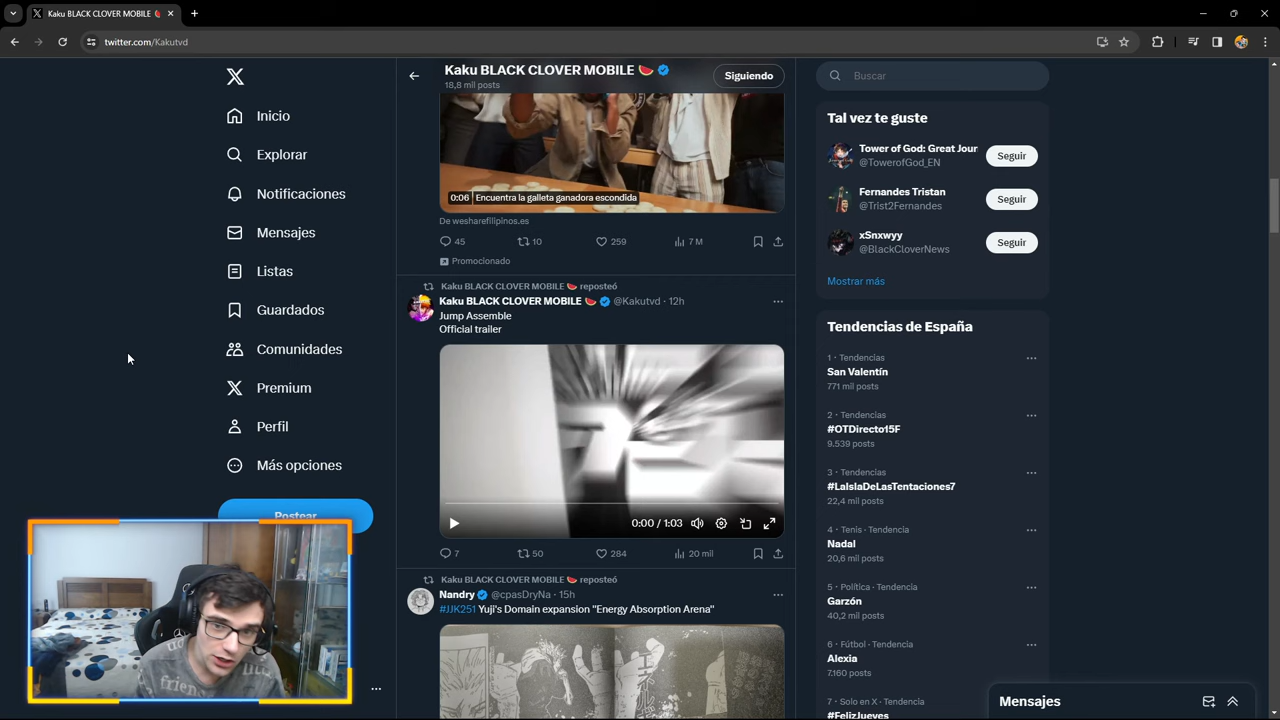 Kaku BLACK CLOVER MOBILE 🍉
twitter.com/Kakutvd
Inicio
Explorar
Notificaciones
Mensajes
Listas
Guardados
Comunidades
Premium
Perfil
Más opciones
Postear
Kaku BLACK CLOVER MOBILE 🍉
Siguiendo
18,8 mil posts
0:06 Encuentra la galleta ganadora escondida
De wesharefilipinos.es
45 10 259 7 M
Promocionado
Kaku BLACK CLOVER MOBILE 🍉 reposteó
Kaku BLACK CLOVER MOBILE 🍉 @Kakutvd · 12h
Jump Assemble
Official trailer
0:00 / 1:03
7 50 284 20 mil
Kaku BLACK CLOVER MOBILE 🍉 reposteó
Nandry @cpasDryNa · 15h
#JJK251 Yuji's Domain expansion "Energy Absorption Arena"
Buscar
Tal vez te guste
Tower of God: Great Jour
@TowerofGod_EN
Seguir
Fernandes Tristan
@Trist2Fernandes
Seguir
xSnxwyy
@BlackCloverNews
Seguir
Mostrar más
Tendencias de España
1 · Tendencias
San Valentín
771 mil posts
2 · Tendencias
#OTDirecto15F
9.539 posts
3 · Tendencias
#LaIslaDeLasTentaciones7
22,4 mil posts
4 · Tenis · Tendencia
Nadal
20,6 mil posts
5 · Política · Tendencia
Garzón
40,2 mil posts
6 · Fútbol · Tendencia
Alexia
7.160 posts
7 · Solo en X · Tendencia
#FelizJueves
Mensajes